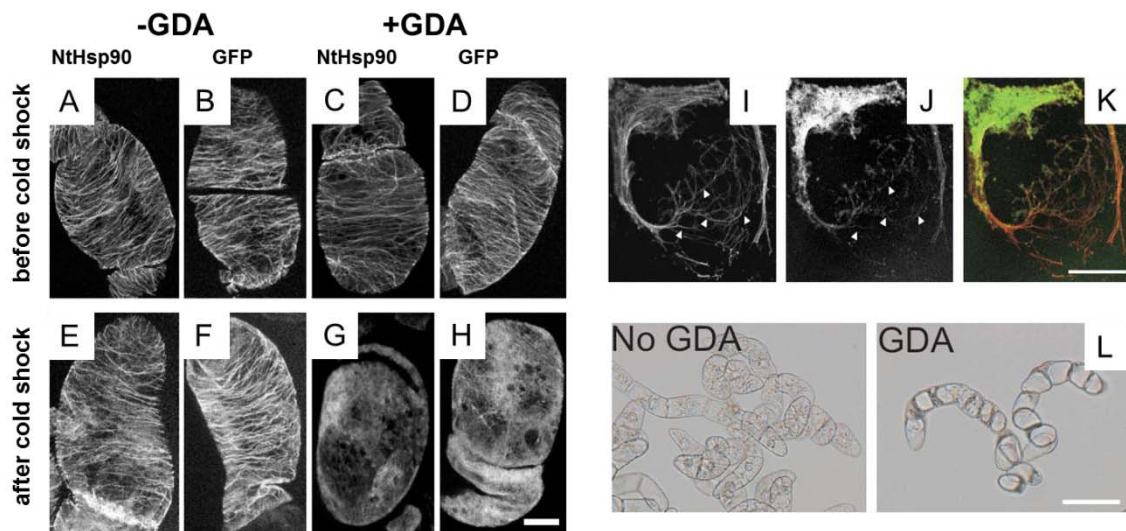 -GDA +GDA
NtHsp90 GFP NtHsp90 GFP
before cold shock
A B C D
I J K
after cold shock
E F G H
No GDA GDA L